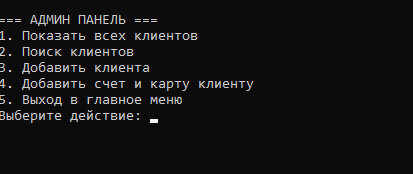 === АДМИН ПАНЕЛЬ ===
1. Показать всех клиентов
2. Поиск клиентов
3. Добавить клиента
4. Добавить счет и карту клиенту
5. Выход в главное меню
Выберите действие: